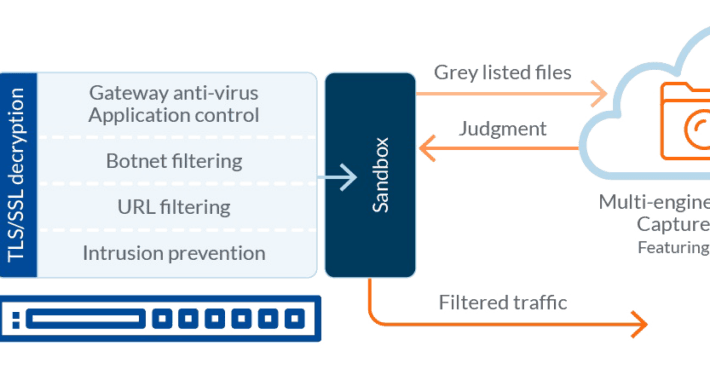 TLS/SSL decryption
Gateway anti-virus
Application control
Botnet filtering
URL filtering
Intrusion prevention
Sandbox
Grey listed files
Judgment
Multi-engine
Capture
Featuring
Filtered traffic